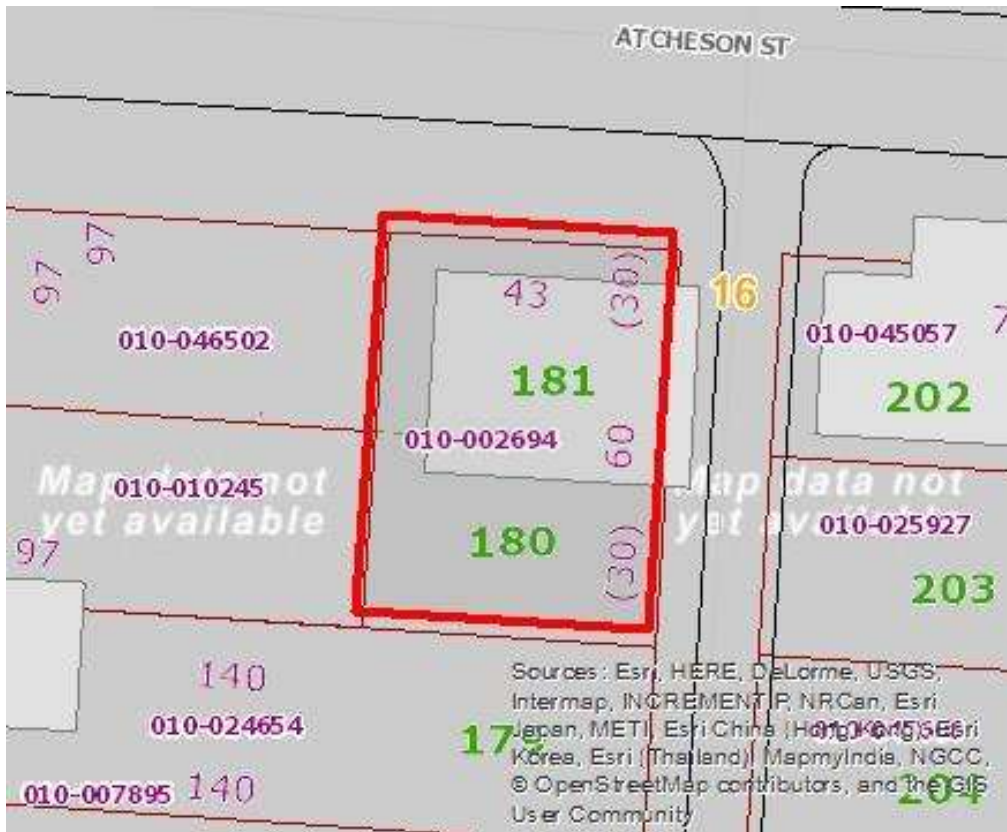 ATCHESON ST
97
97
43
(30)
16
010-046502
010-045057
181
202
010-002694
60
Map data not
yet available
010-010245
Map data not
010-025927
97
180
(30)
203
140
010-024654
Sources: Esri, HERE, DeLorme, USGS,
Intermap, INCREMENT P, NRCan, Esri
Japan, METI, Esri China (Hong Kong), Esri
Korea, Esri (Thailand), MapmyIndia, NGCC,
© OpenStreetMap contributors, and the GIS
User Community
010-007895
140
204